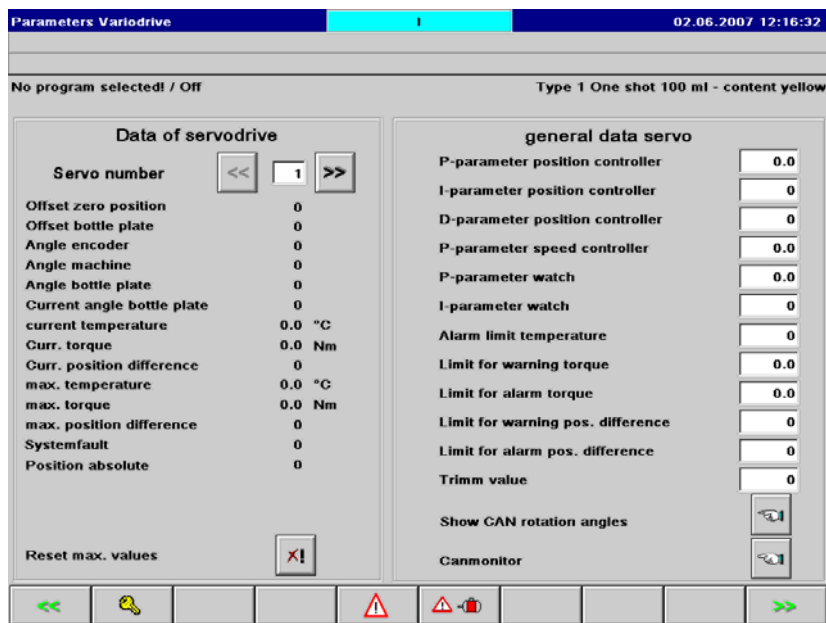 Parameters Variodrive I 02.06.2007 12:16:32
No program selected! / Off Type 1 One shot 100 ml - content yellow
Data of servodrive
Servo number << 1 >>
Offset zero position 0
Offset bottle plate 0
Angle encoder 0
Angle machine 0
Angle bottle plate 0
Current angle bottle plate 0
current temperature 0.0 °C
Curr. torque 0.0 Nm
Curr. position difference 0
max. temperature 0.0 °C
max. torque 0.0 Nm
max. position difference 0
Systemfault 0
Position absolute 0
Reset max. values X!
general data servo
P-parameter position controller 0.0
I-parameter position controller 0
D-parameter position controller 0
P-parameter speed controller 0.0
P-parameter watch 0.0
I-parameter watch 0
Alarm limit temperature 0
Limit for warning torque 0.0
Limit for alarm torque 0.0
Limit for warning pos. difference 0
Limit for alarm pos. difference 0
Trimm value 0
Show CAN rotation angles
Canmonitor
<< >>